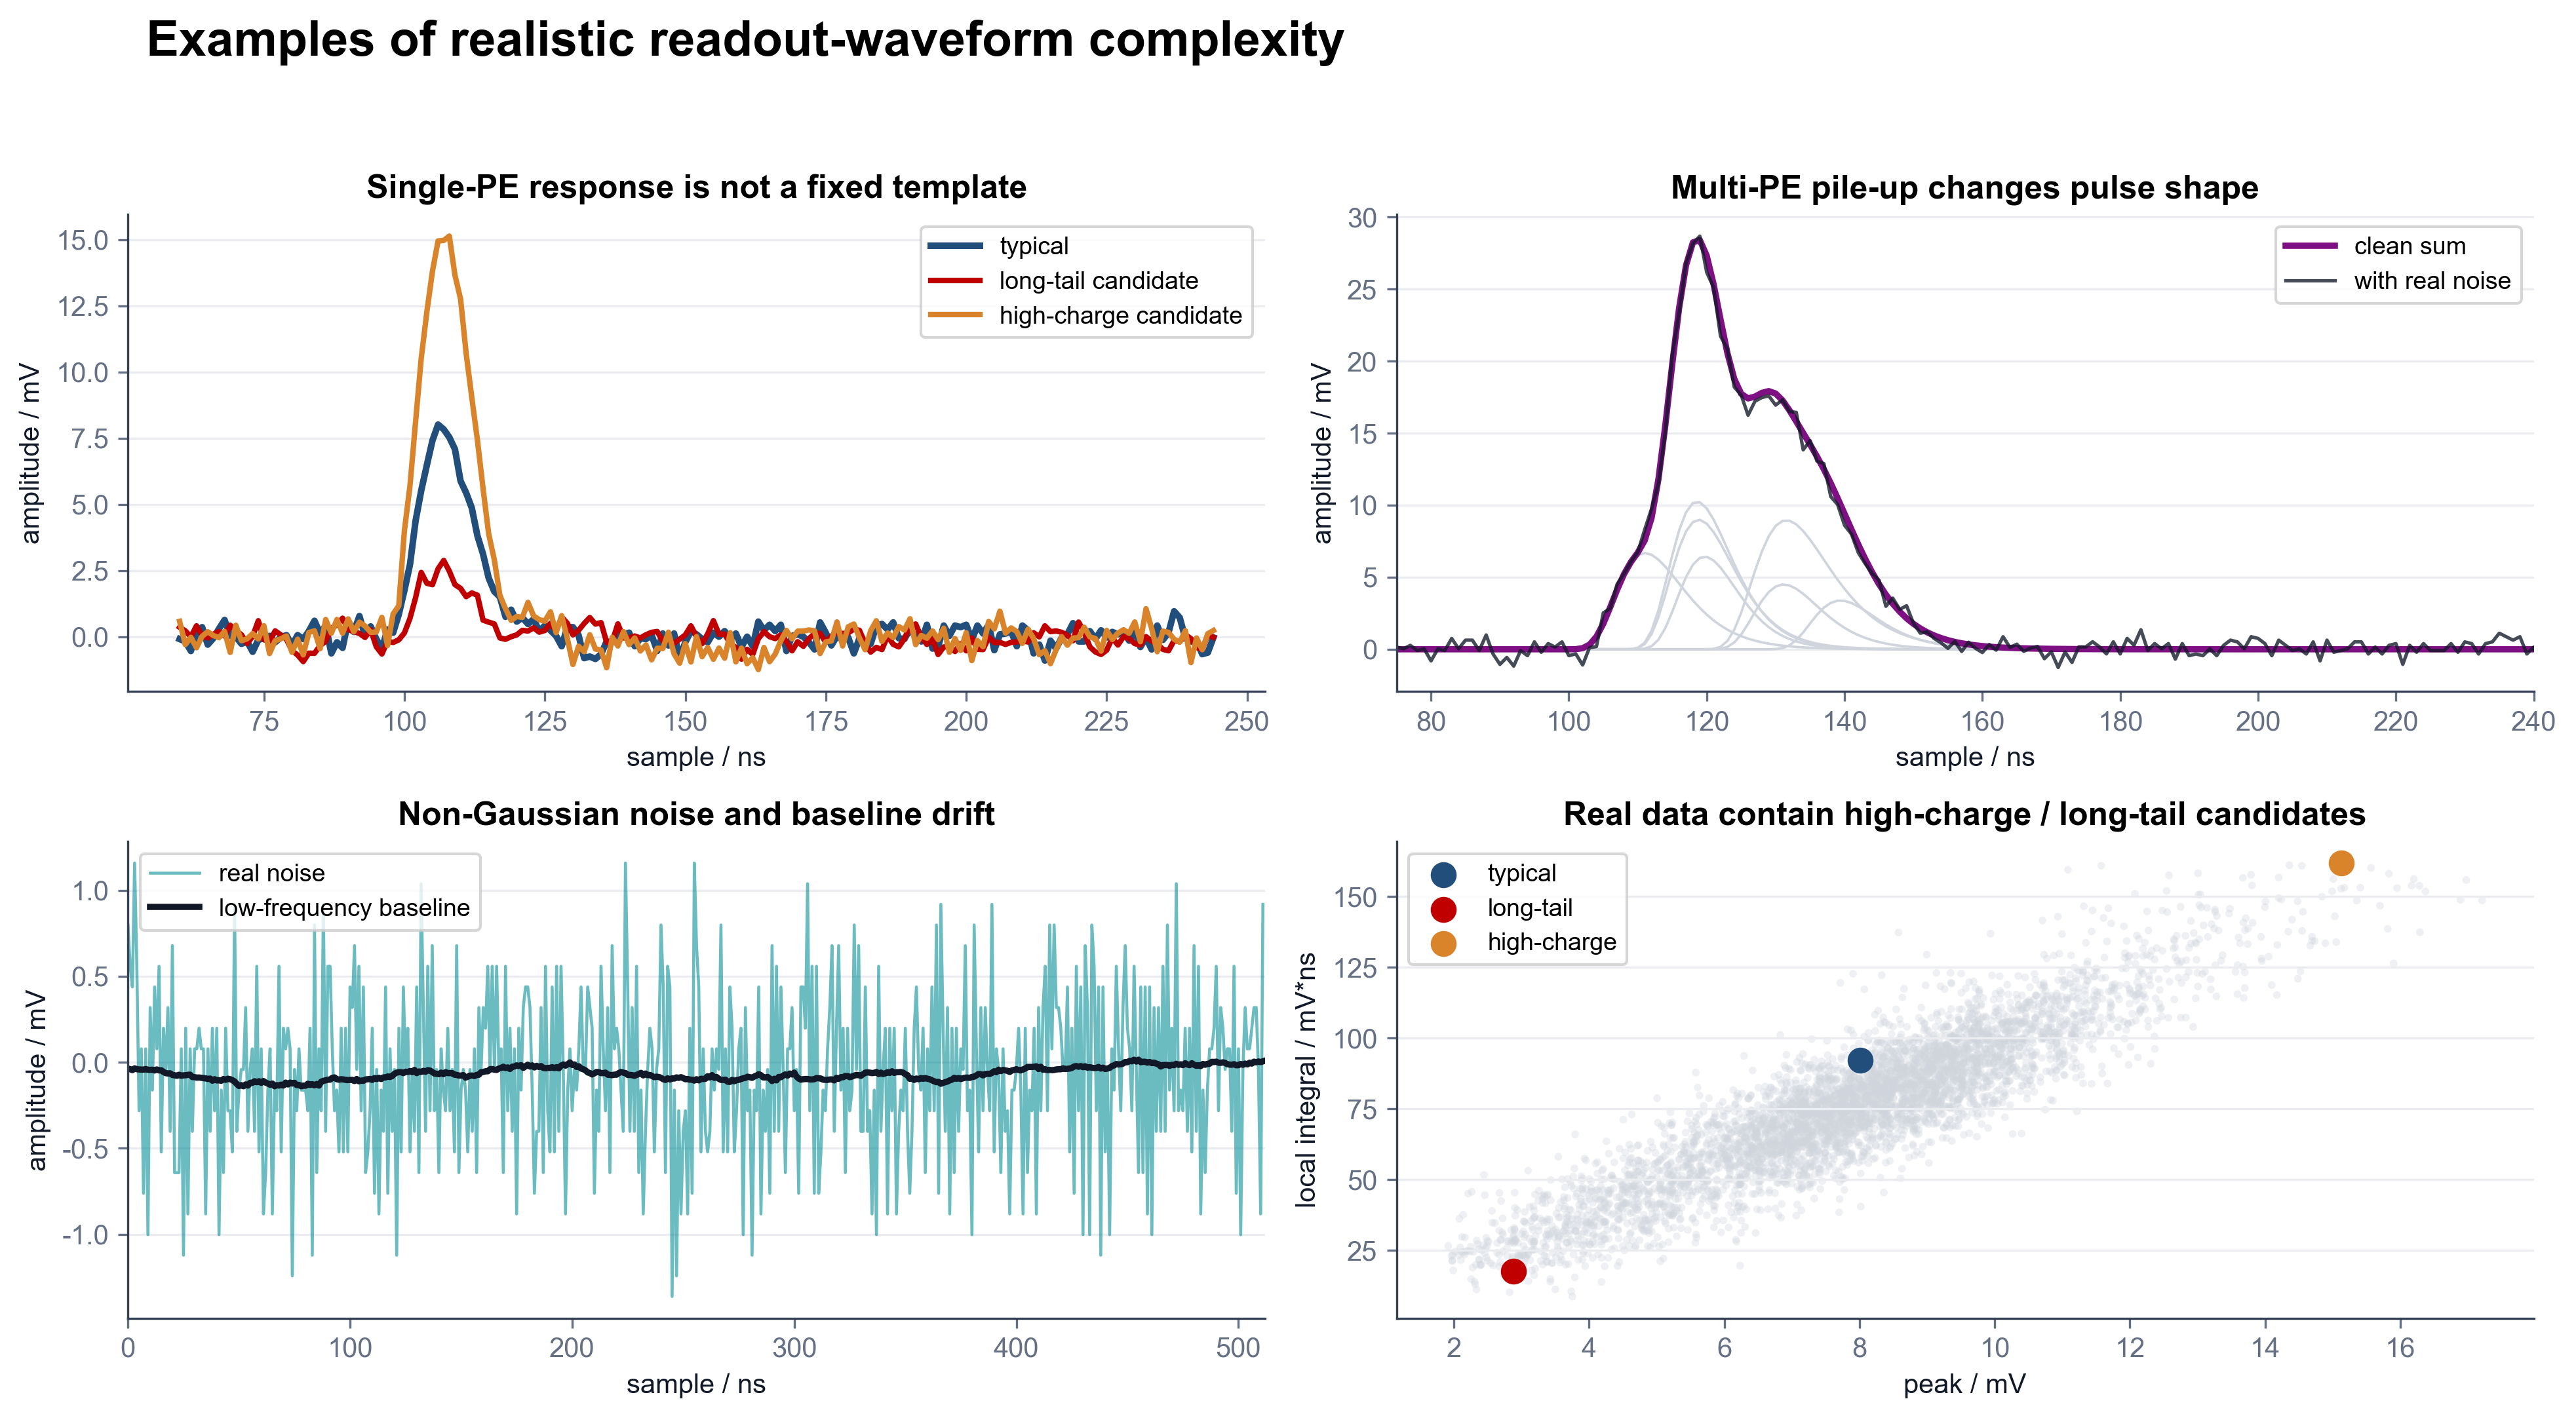 Examples of realistic readout-waveform complexity
Single-PE response is not a fixed template
15.0
12.5
10.0
7.5
5.0
2.5
0.0
amplitude / mV
typical
long-tail candidate
high-charge candidate
75 100 125 150 175 200 225 250
sample / ns
Multi-PE pile-up changes pulse shape
30
25
20
15
10
5
0
amplitude / mV
clean sum
with real noise
80 100 120 140 160 180 200 220 240
sample / ns
Non-Gaussian noise and baseline drift
1.0
0.5
0.0
-0.5
-1.0
amplitude / mV
real noise
low-frequency baseline
0 100 200 300 400 500
sample / ns
Real data contain high-charge / long-tail candidates
150
125
100
75
50
25
local integral / mV*ns
typical
long-tail
high-charge
2 4 6 8 10 12 14 16
peak / mV